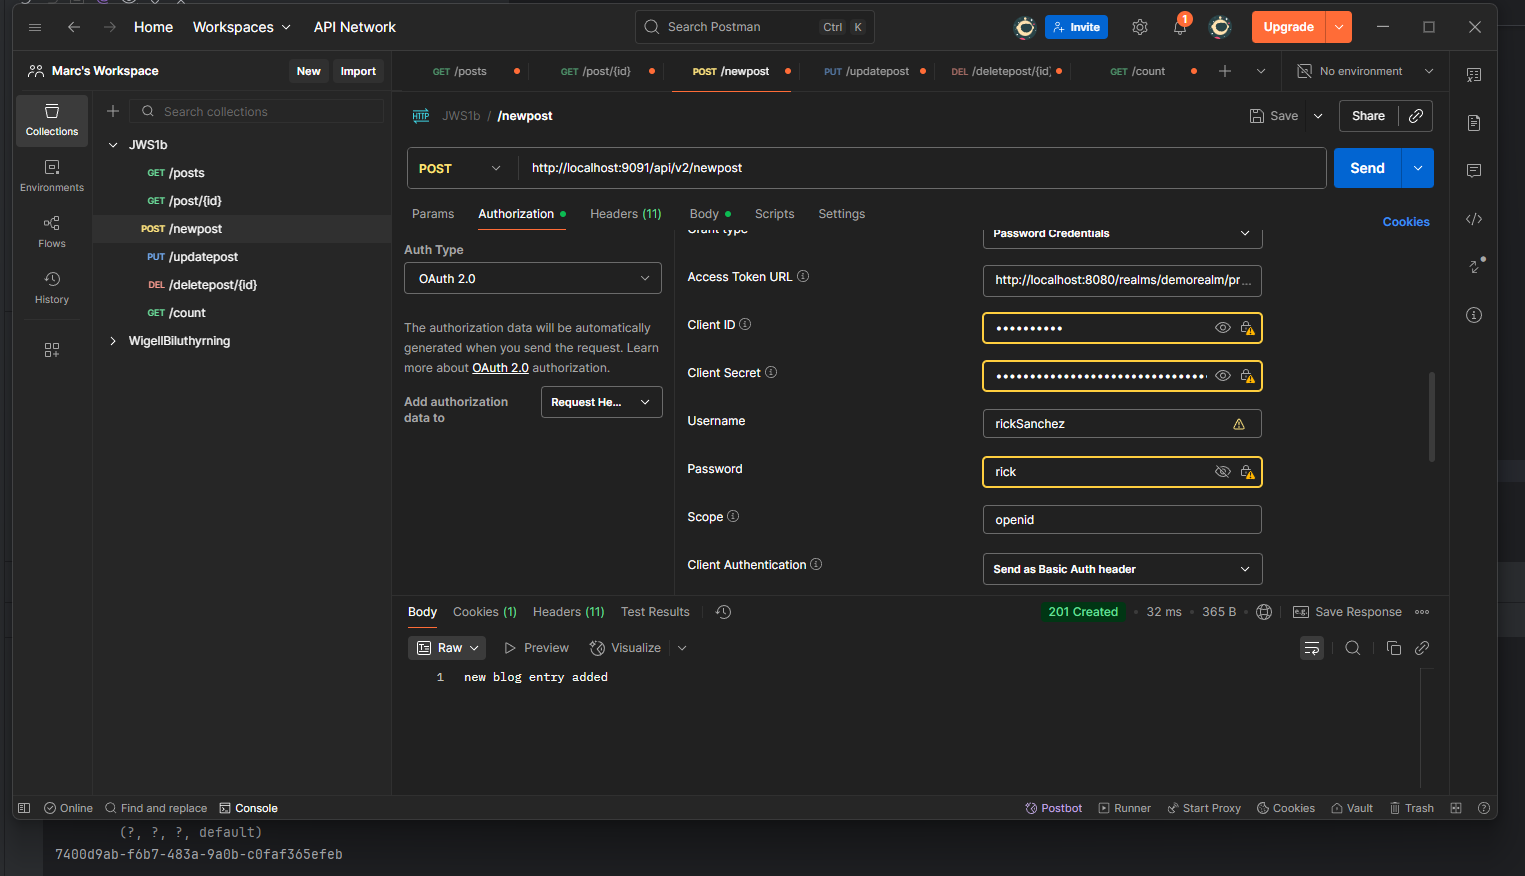 Home
Workspaces
API Network
Search Postman
Ctrl K
Invite
1
Upgrade
Marc's Workspace
New
Import
GET /posts
GET /post/{id}
POST /newpost
PUT /updatepost
DEL /deletepost/{id}
GET /count
No environment
Collections
Environments
Flows
History
Search collections
JWS1b
GET /posts
GET /post/{id}
POST /newpost
PUT /updatepost
DEL /deletepost/{id}
GET /count
WigellBiluthyrning
HTTP
JWS1b / /newpost
Save
Share
POST
http://localhost:9091/api/v2/newpost
Send
Params
Authorization
Headers (11)
Body
Scripts
Settings
Cookies
Auth Type
OAuth 2.0
The authorization data will be automatically
generated when you send the request. Learn
more about OAuth 2.0 authorization.
Add authorization
data to
Request He...
Grant type
Password Credentials
Access Token URL
http://localhost:8080/realms/demorealm/pr...
Client ID
••••••••••
Client Secret
••••••••••••••••••••••••••••••••
Username
rickSanchez
Password
rick
Scope
openid
Client Authentication
Send as Basic Auth header
Body
Cookies (1)
Headers (11)
Test Results
201 Created
32 ms
365 B
e.g.
Save Response
Raw
Preview
Visualize
1 new blog entry added
Online
Find and replace
Console
Postbot
Runner
Start Proxy
Cookies
Vault
Trash
(?, ?, ?, default)
7400d9ab-f6b7-483a-9a0b-c0faf365efeb